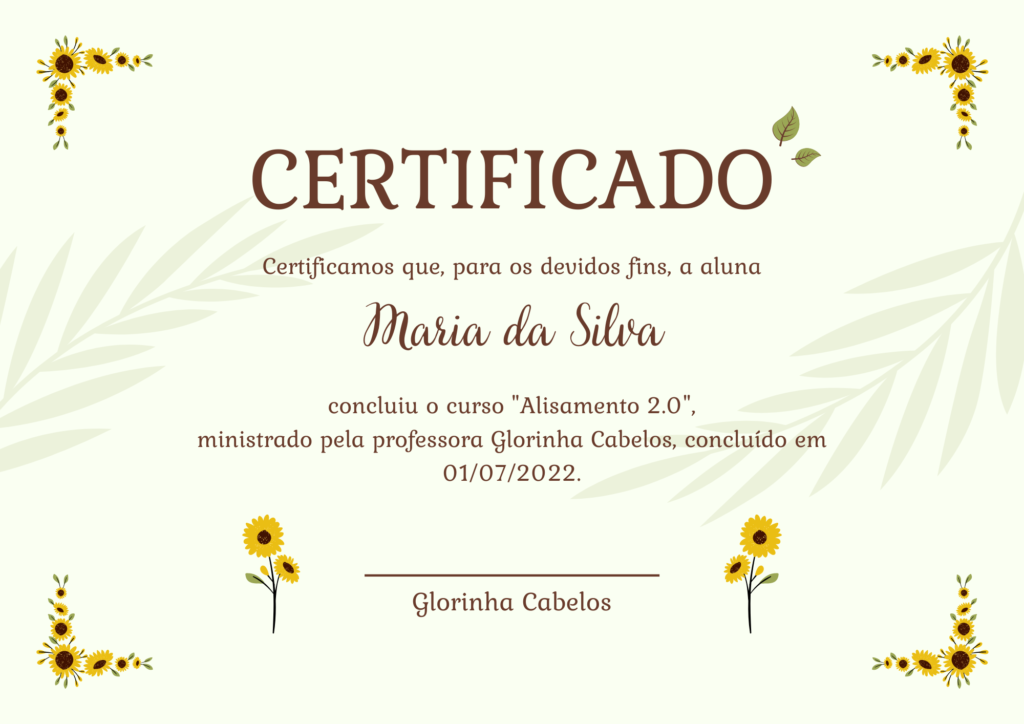 CERTIFICADO
Certificamos que, para os devidos fins, a aluna
Maria da Silva
concluiu o curso "Alisamento 2.0",
ministrado pela professora Glorinha Cabelos, concluído em
01/07/2022.
Glorinha Cabelos